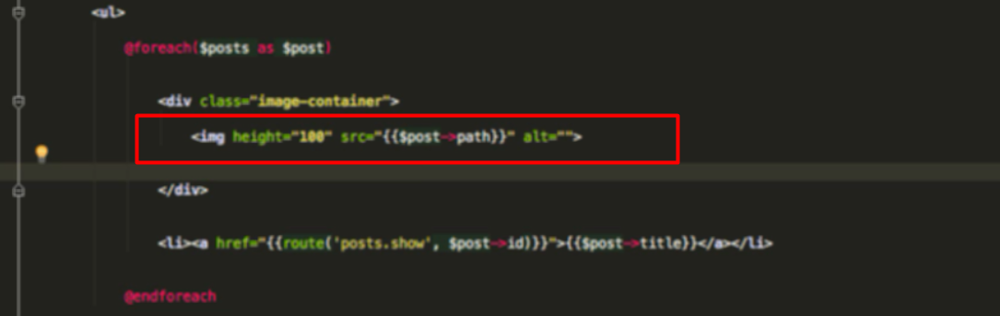 <ul>
@foreach($posts as $post)
<div class="image-container">
<img height="100" src="{{$post->path}}" alt="">
</div>
<li><a href="{{route('posts.show', $post->id)}}">{{$post->title}}</a></li>
@endforeach